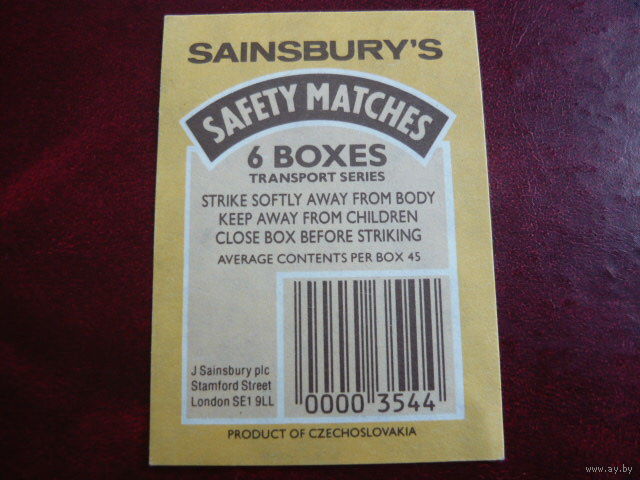 SAINSBURY'S
SAFETY MATCHES
6 BOXES
TRANSPORT SERIES
STRIKE SOFTLY AWAY FROM BODY
KEEP AWAY FROM CHILDREN
CLOSE BOX BEFORE STRIKING
AVERAGE CONTENTS PER BOX 45
J Sainsbury plc
Stamford Street
London SE1 9LL
0000 3544
PRODUCT OF CZECHOSLOVAKIA
www.ay.by